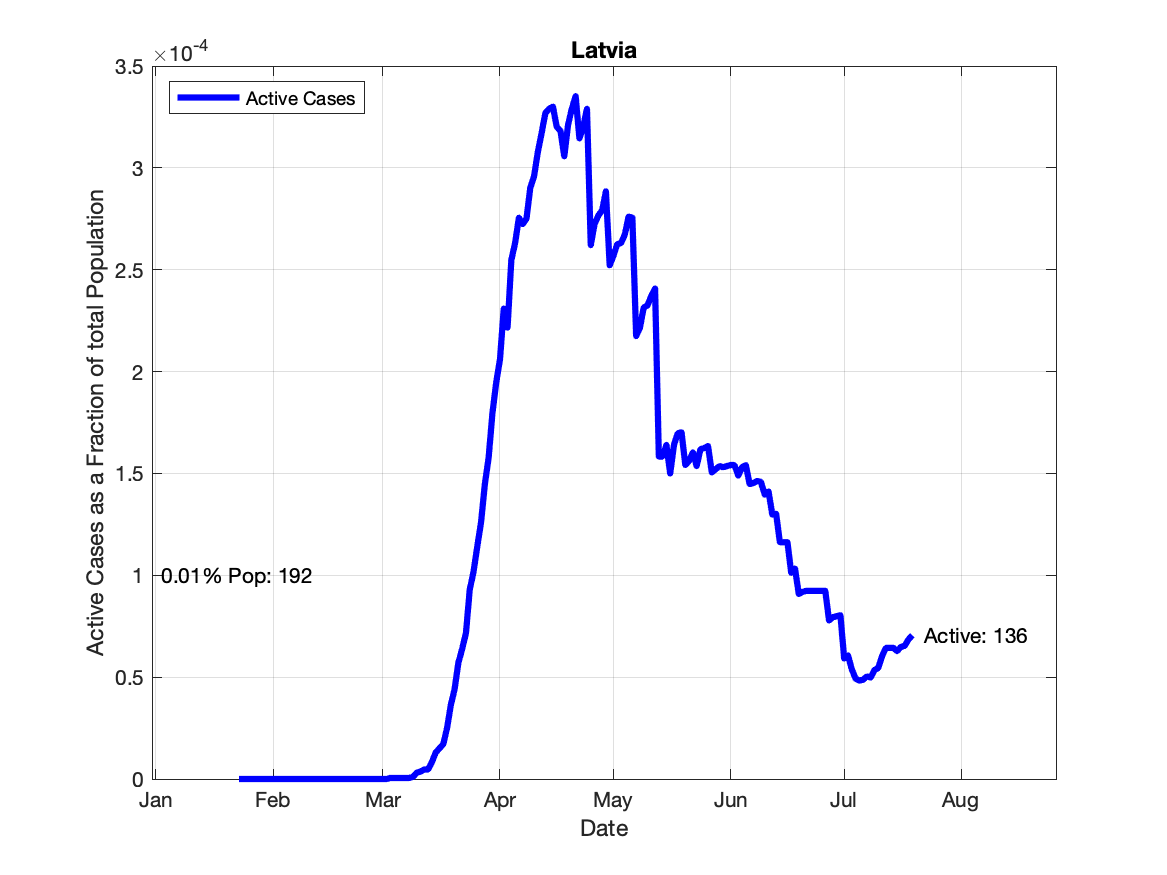 Latvia
×10-4
3.5
3
2.5
2
1.5
1
0.5
0
Active Cases
0.01% Pop: 192
Active: 136
Jan Feb Mar Apr May Jun Jul Aug
Date
Active Cases as a Fraction of total Population